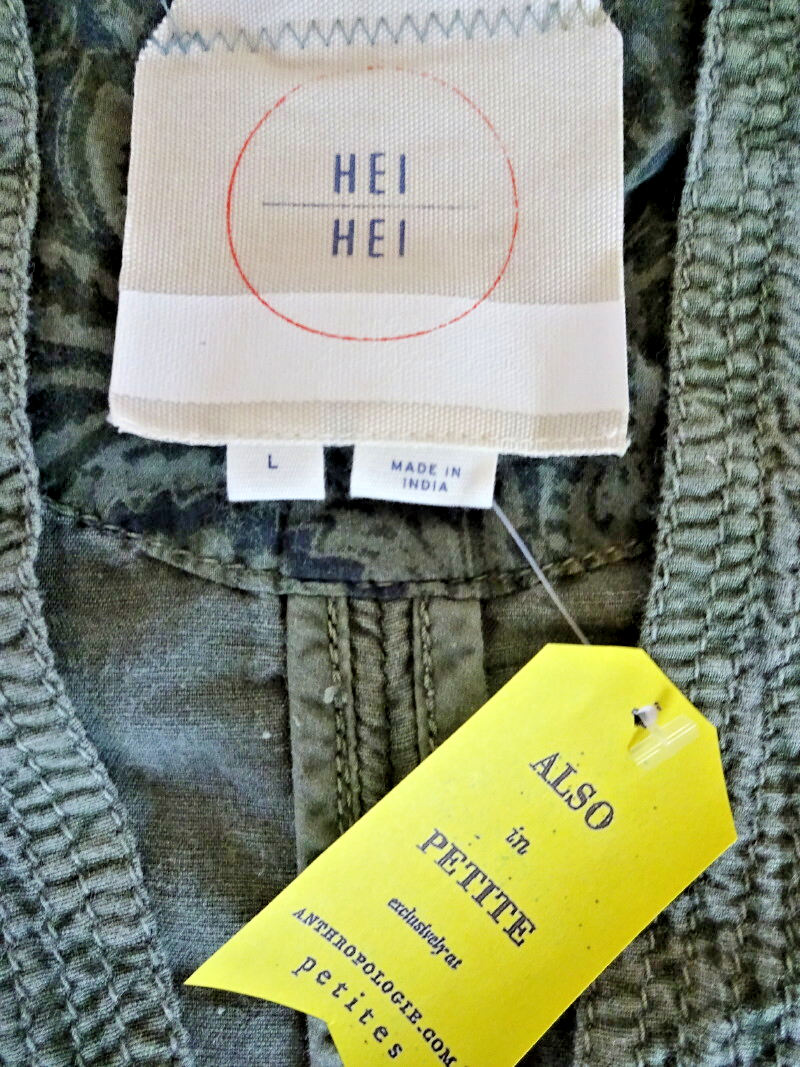 HEI
HEI
L
MADE IN
INDIA
ALSO
in
PETITE
exclusively at
ANTHROPOLOGIE.COM
petites